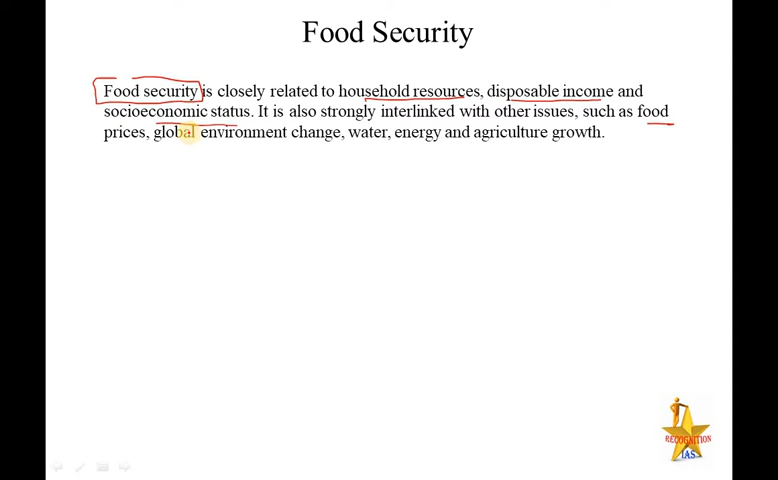 Food Security
Food security is closely related to household resources, disposable income and
socioeconomic status. It is also strongly interlinked with other issues, such as food
prices, global environment change, water, energy and agriculture growth.
RECOGNITION
IAS